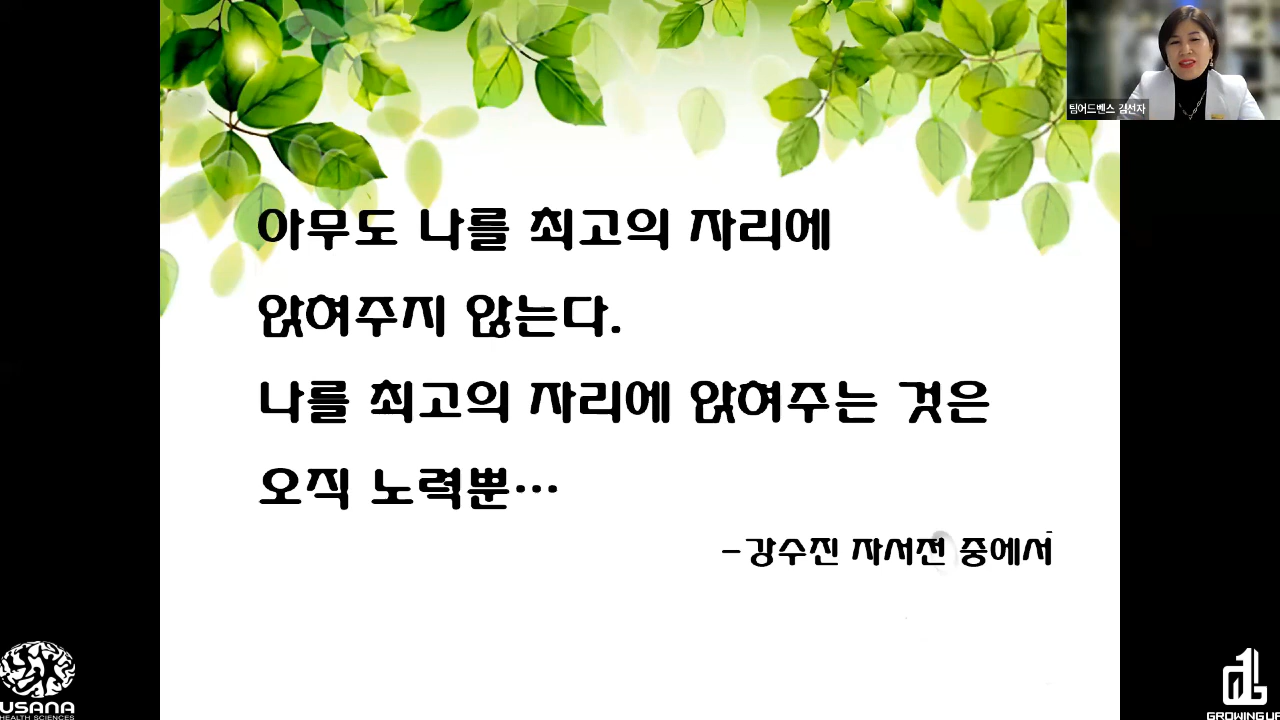 팀어드벤스 김선자
아무도 나를 최고의 자리에
앉혀주지 않는다.
나를 최고의 자리에 앉혀주는 것은
오직 노력뿐…
-강수진 자서전 중에서
USANA
HEALTH SCIENCES
GROWING UP